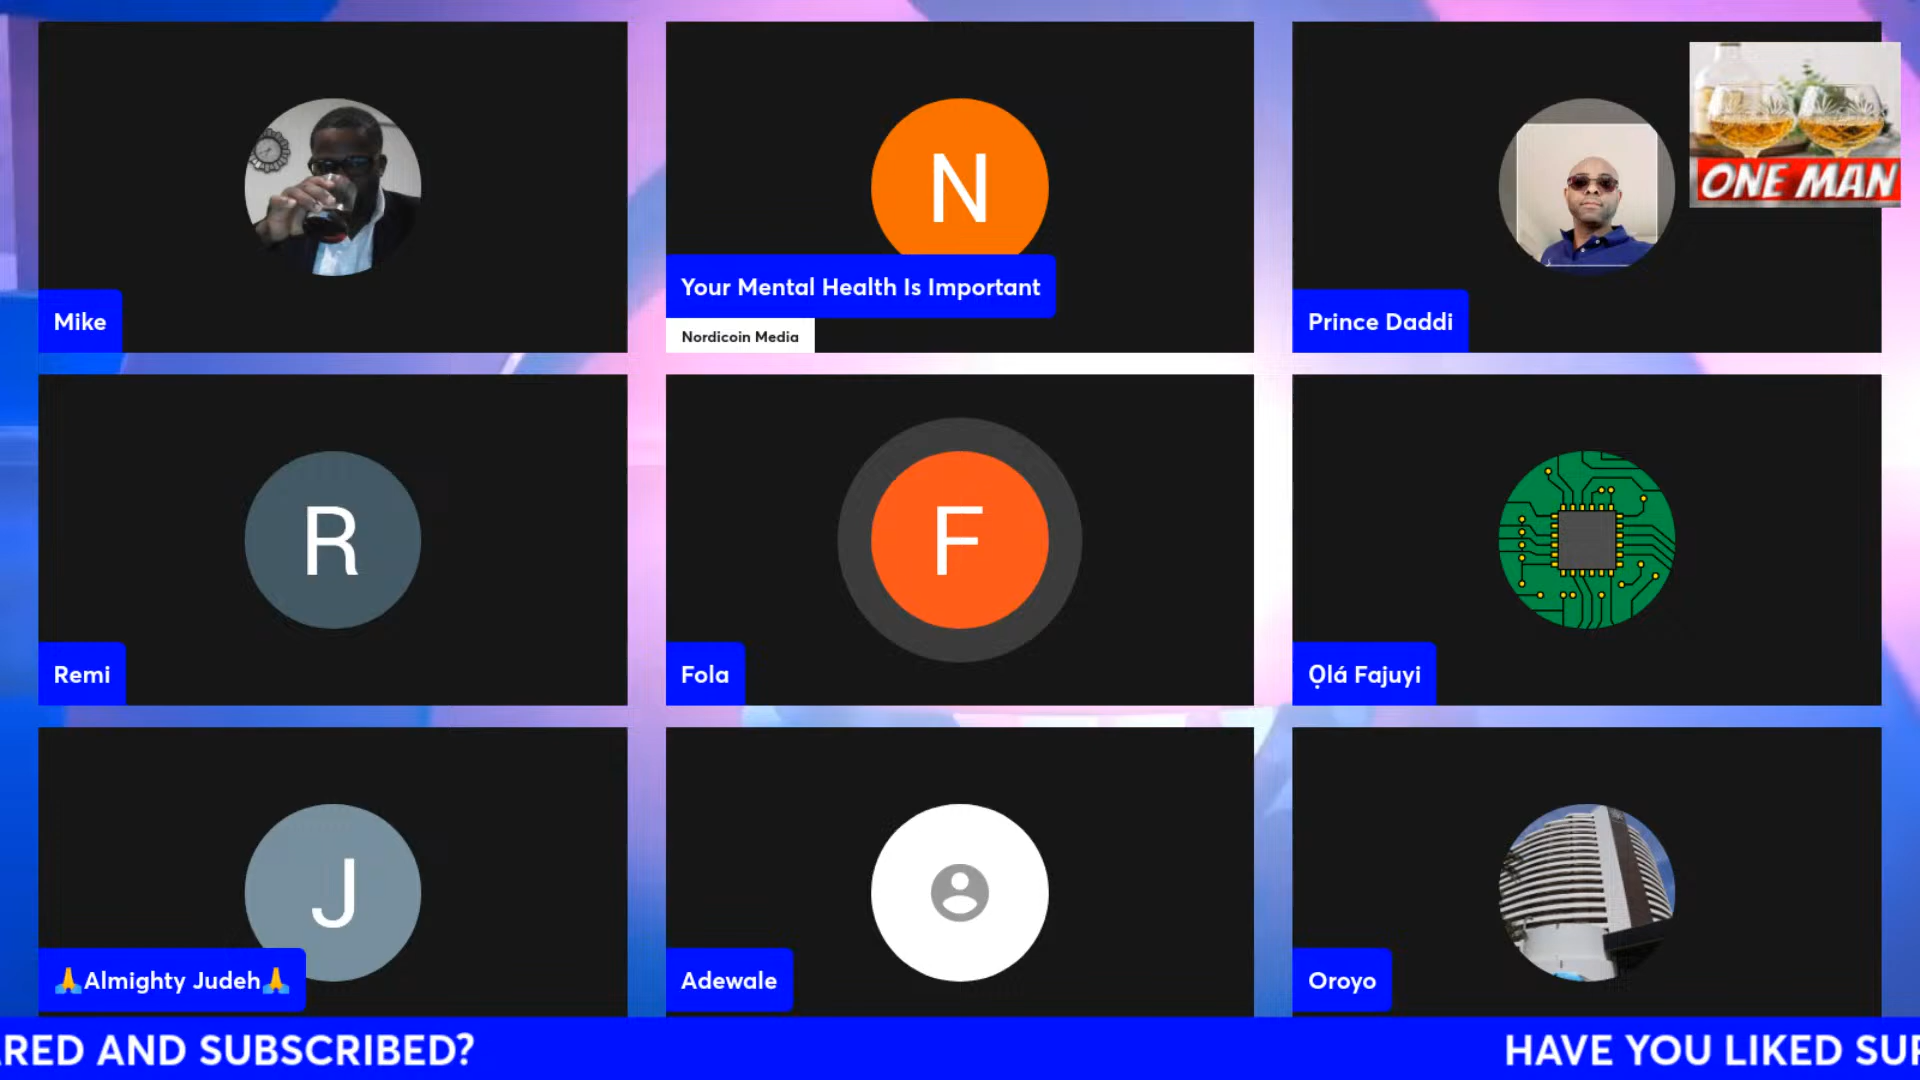 ONE MAN
N
Your Mental Health Is Important
Nordicoin Media
Mike
Prince Daddi
R
F
Remi
Fola
Ọlá Fajuyi
J
🙏Almighty Judeh🙏
Adewale
Oroyo
RED AND SUBSCRIBED?
HAVE YOU LIKED